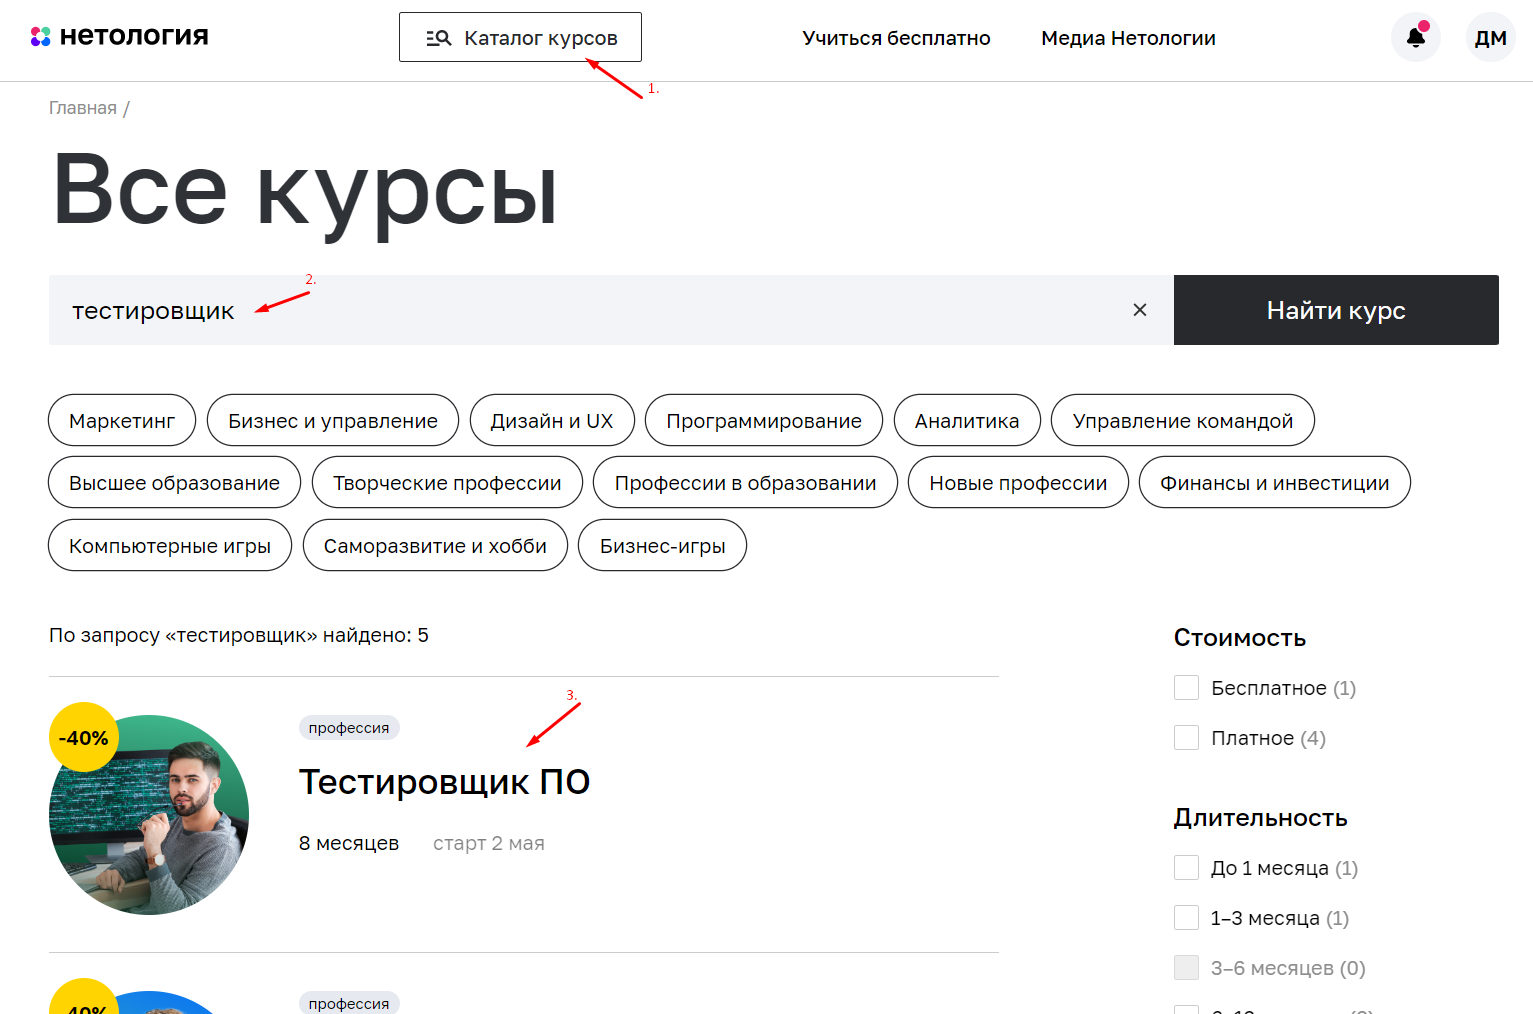 нетология
Каталог курсов
Учиться бесплатно
Медиа Нетологии
ДМ
1.
Главная /
Все курсы
2.
тестировщик
Найти курс
Маркетинг
Бизнес и управление
Дизайн и UX
Программирование
Аналитика
Управление командой
Высшее образование
Творческие профессии
Профессии в образовании
Новые профессии
Финансы и инвестиции
Компьютерные игры
Саморазвитие и хобби
Бизнес-игры
По запросу «тестировщик» найдено: 5
3.
-40%
профессия
Тестировщик ПО
8 месяцев
старт 2 мая
профессия
Стоимость
Бесплатное (1)
Платное (4)
Длительность
До 1 месяца (1)
1–3 месяца (1)
3–6 месяцев (0)